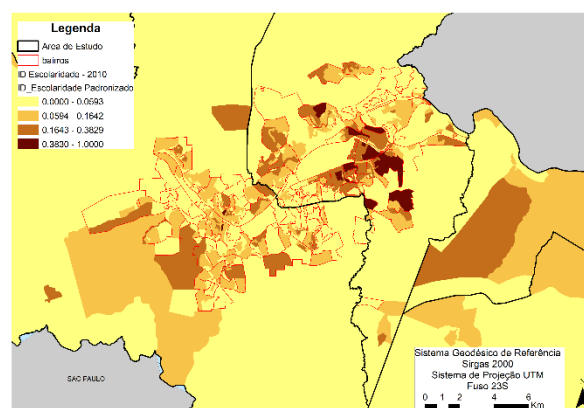 Legenda
Area de Estudo
bairros
ID Escolaridade - 2010
ID_Escolaridade Padronizado
0.0000 - 0.0593
0.0594 - 0.1642
0.1643 - 0.3829
0.3830 - 1.0000
SAO PAULO
Sistema Geodésico de Referência
Sirgas 2000
Sistema de Projeção UTM
Fuso 23S
0 1 2 4 6
Km